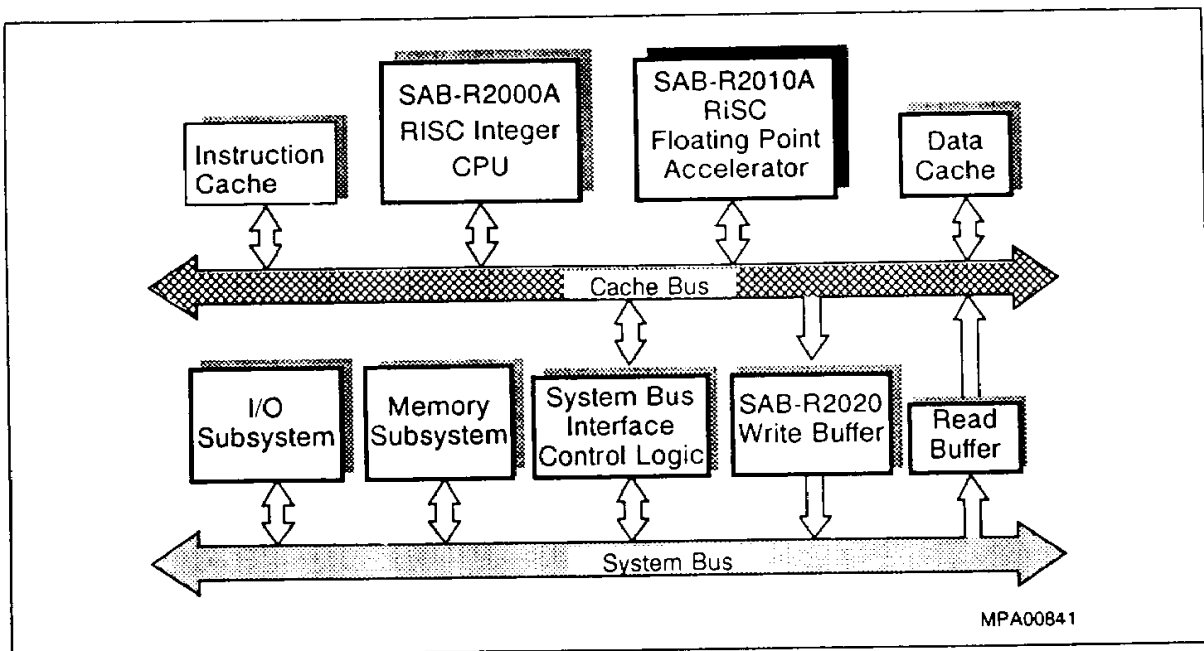 SAB-R2000A
RISC Integer
CPU
SAB-R2010A
RiSC
Floating Point
Accelerator
Instruction
Cache
Data
Cache
Cache Bus
I/O
Subsystem
Memory
Subsystem
System Bus
Interface
Control Logic
SAB-R2020
Write Buffer
Read
Buffer
System Bus
MPA00841